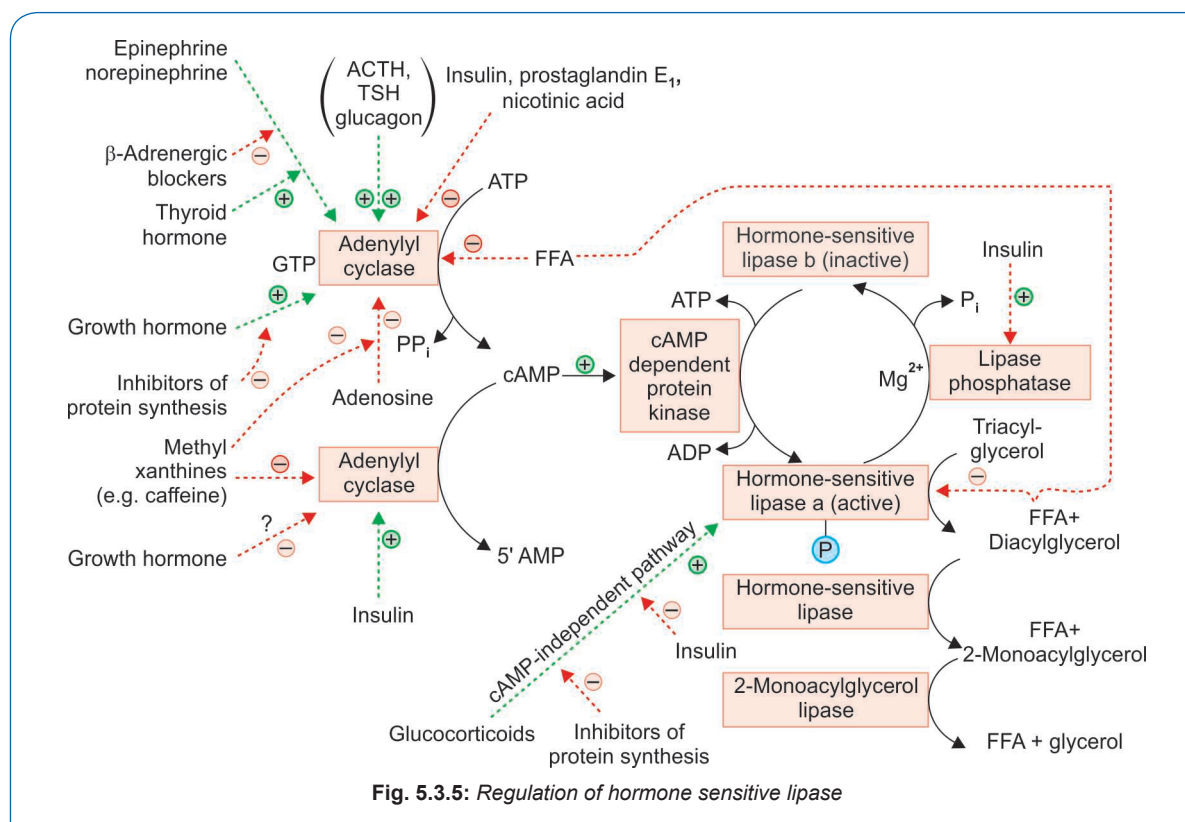 Epinephrine
norepinephrine
(ACTH,
TSH
glucagon)
Insulin, prostaglandin E₁,
nicotinic acid
β-Adrenergic
blockers
−
Thyroid
hormone
+
+ +
−
ATP
Adenylyl
cyclase
GTP
−
FFA
Hormone-sensitive
lipase b (inactive)
Insulin
+
Growth hormone
+
−
−
PPᵢ
Adenosine
Inhibitors of
protein synthesis
−
cAMP
+
ATP
cAMP
dependent
protein
kinase
ADP
Mg²⁺
Pᵢ
Lipase
phosphatase
Methyl
xanthines
(e.g. caffeine)
−
Adenylyl
cyclase
Growth hormone
?
−
+
Insulin
5' AMP
Triacyl-
glycerol
−
Hormone-sensitive
lipase a (active)
P
FFA+
Diacylglycerol
Hormone-sensitive
lipase
FFA+
2-Monoacylglycerol
2-Monoacylglycerol
lipase
FFA + glycerol
cAMP-independent pathway
+
−
Insulin
−
Glucocorticoids
Inhibitors of
protein synthesis
Fig. 5.3.5: Regulation of hormone sensitive lipase